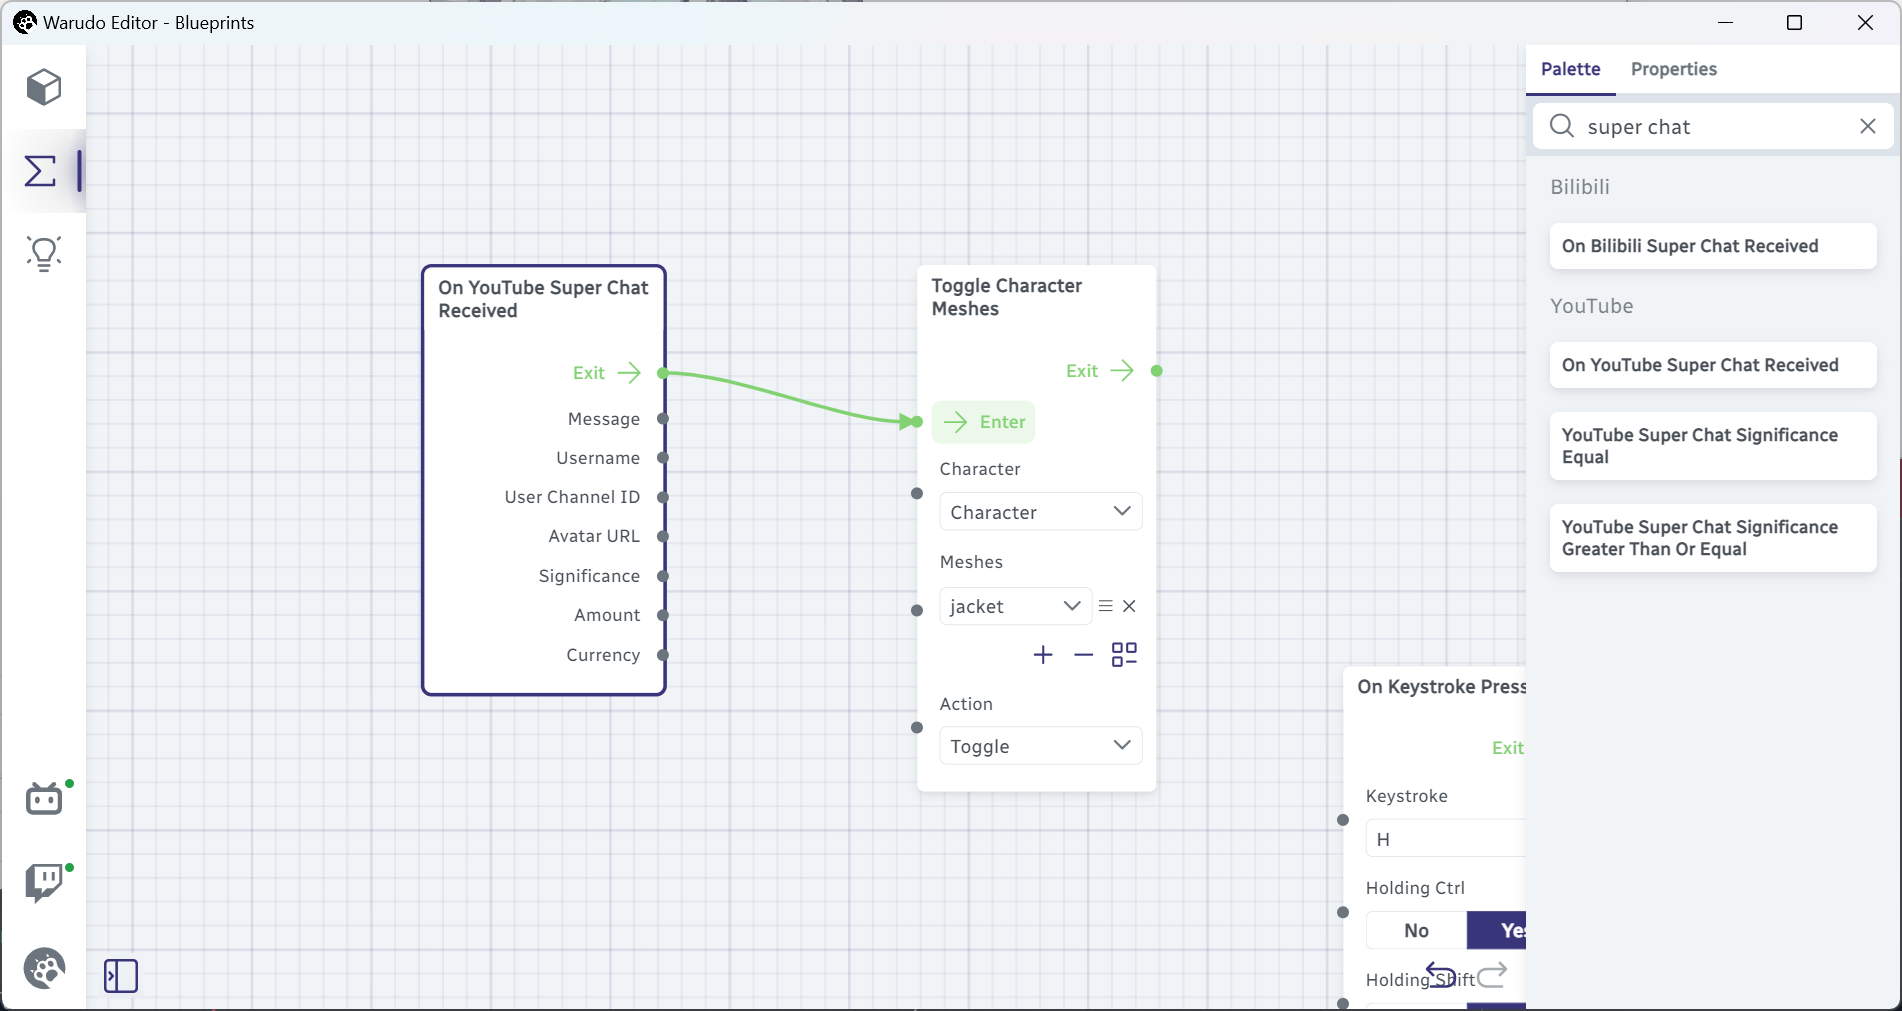 Warudo Editor - Blueprints
On YouTube Super Chat
Received
Exit
Message
Username
User Channel ID
Avatar URL
Significance
Amount
Currency
Toggle Character
Meshes
Exit
Enter
Character
Character
Meshes
jacket
Action
Toggle
On Keystroke Press
Exit
Keystroke
H
Holding Ctrl
No
Yes
Holding Shift
Palette
Properties
super chat
Bilibili
On Bilibili Super Chat Received
YouTube
On YouTube Super Chat Received
YouTube Super Chat Significance
Equal
YouTube Super Chat Significance
Greater Than Or Equal